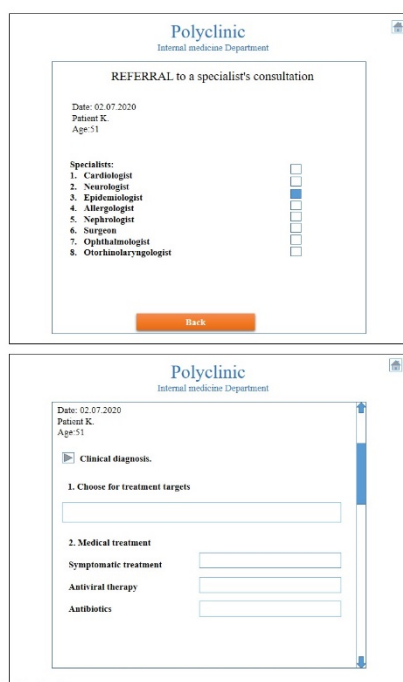 Polyclinic
Internal medicine Department
REFERRAL to a specialist's consultation
Date: 02.07.2020
Patient K.
Age:51
Specialists:
1. Cardiologist
2. Neurologist
3. Epidemiologist
4. Allergologist
5. Nephrologist
6. Surgeon
7. Ophthalmologist
8. Otorhinolaryngologist
Back
Polyclinic
Internal medicine Department
Date: 02.07.2020
Patient K.
Age:51
Clinical diagnosis.
1. Choose for treatment targets
2. Medical treatment
Symptomatic treatment
Antiviral therapy
Antibiotics